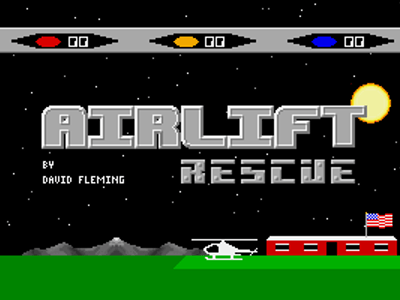 00 00 00
AIRLIFT
RESCUE
BY
DAVID FLEMING